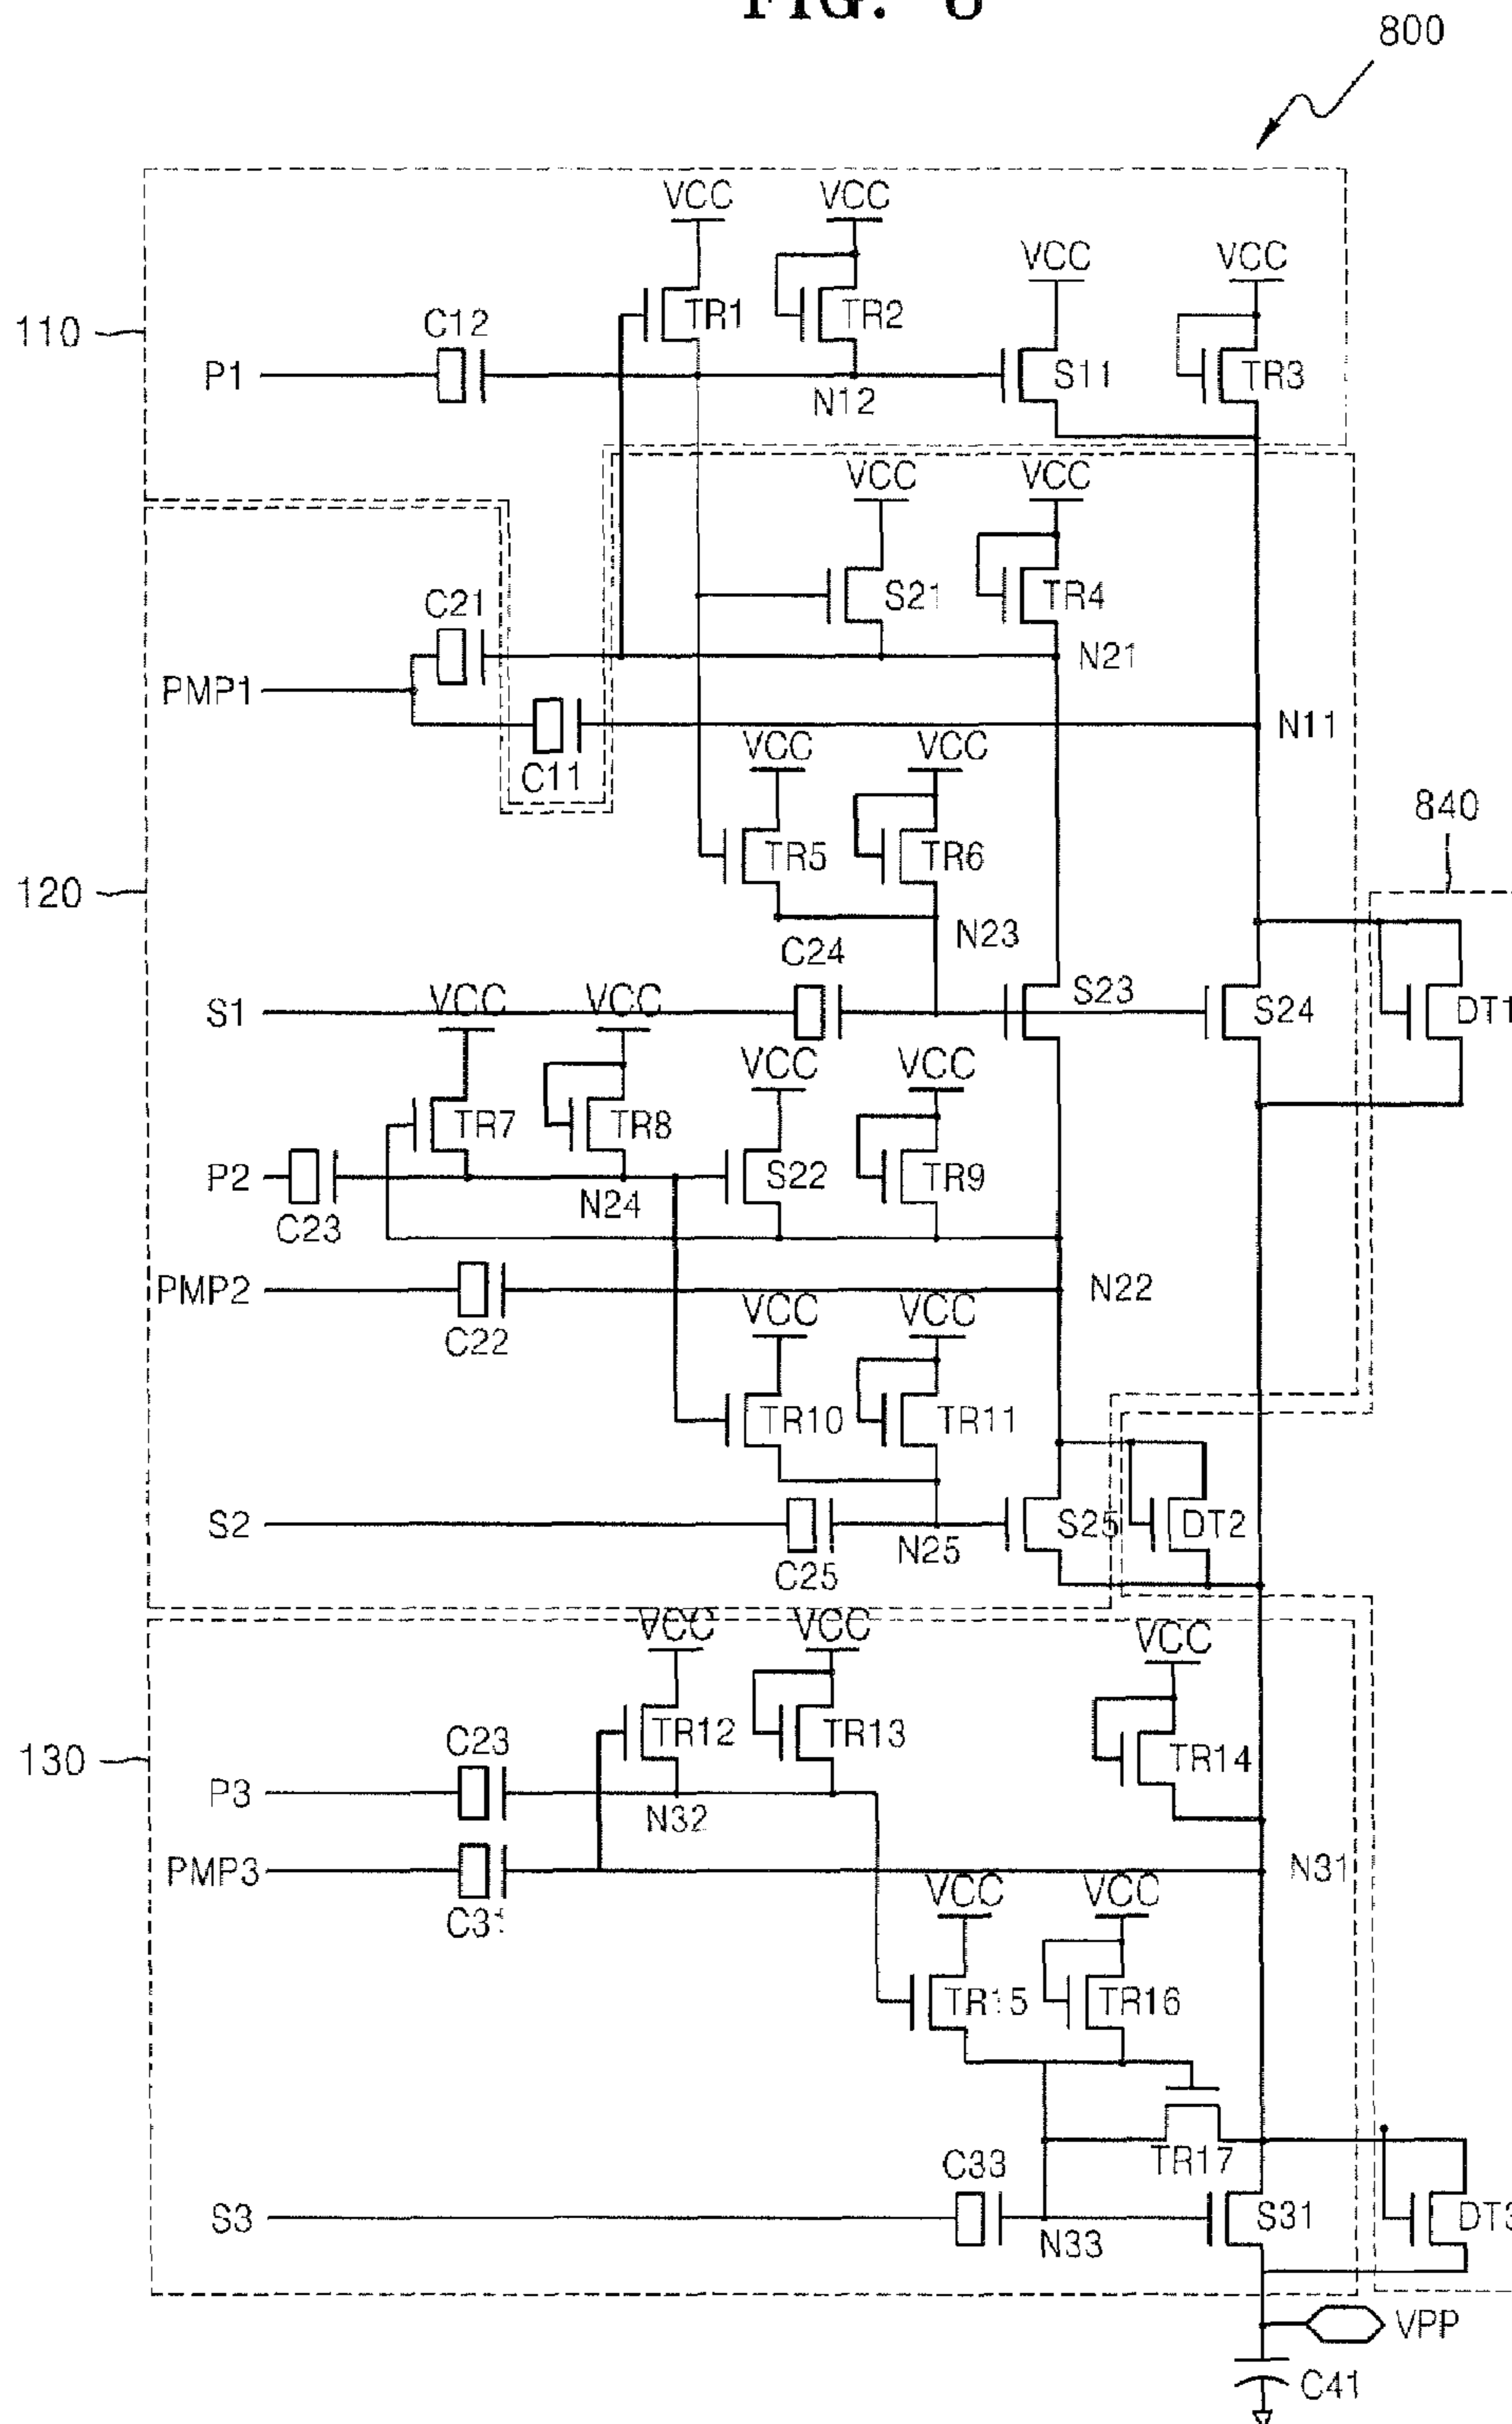 800
VCC
VCC
VCC
VCC
110
C12
TR1
TR2
P1
S11
TR3
N12
VCC
VCC
C21
S21
TR4
N21
PMP1
N11
VCC
VCC
C11
840
TR5
TR6
120
N23
C24
S1
VCC
VCC
S23
S24
DT1
VCC
VCC
TR7
TR8
P2
S22
TR9
N24
C23
PMP2
N22
C22
VCC
VCC
TR10
TR11
S2
S25
DT2
N25
C25
VCC
VCC
VCC
C23
TR12
TR13
TR14
130
P3
N32
PMP3
N31
VCC
VCC
TR15
TR16
C33
TR17
S3
S31
DT3
N33
VPP
C41